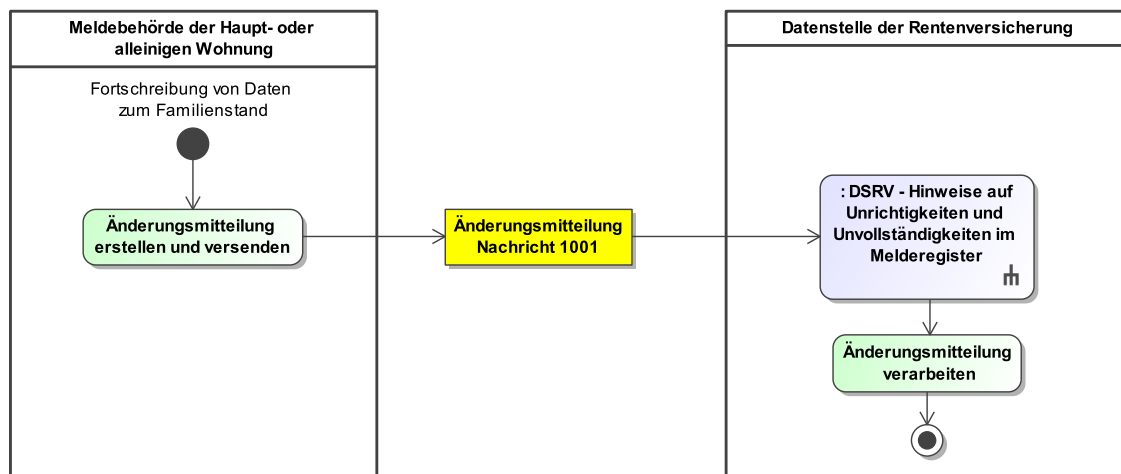 Meldebehörde der Haupt- oder
alleinigen Wohnung
Fortschreibung von Daten
zum Familienstand
Änderungsmitteilung
erstellen und versenden
Änderungsmitteilung
Nachricht 1001
Datenstelle der Rentenversicherung
: DSRV - Hinweise auf
Unrichtigkeiten und
Unvollständigkeiten im
Melderegister
Änderungsmitteilung
verarbeiten